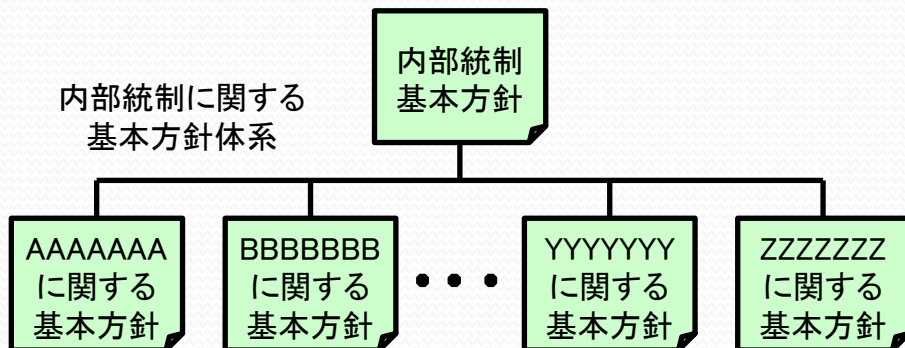 内部統制
基本方針
内部統制に関する
基本方針体系
AAAAAAA
に関する
基本方針
BBBBBBB
に関する
基本方針
・・・
YYYYYYY
に関する
基本方針
ZZZZZZZ
に関する
基本方針